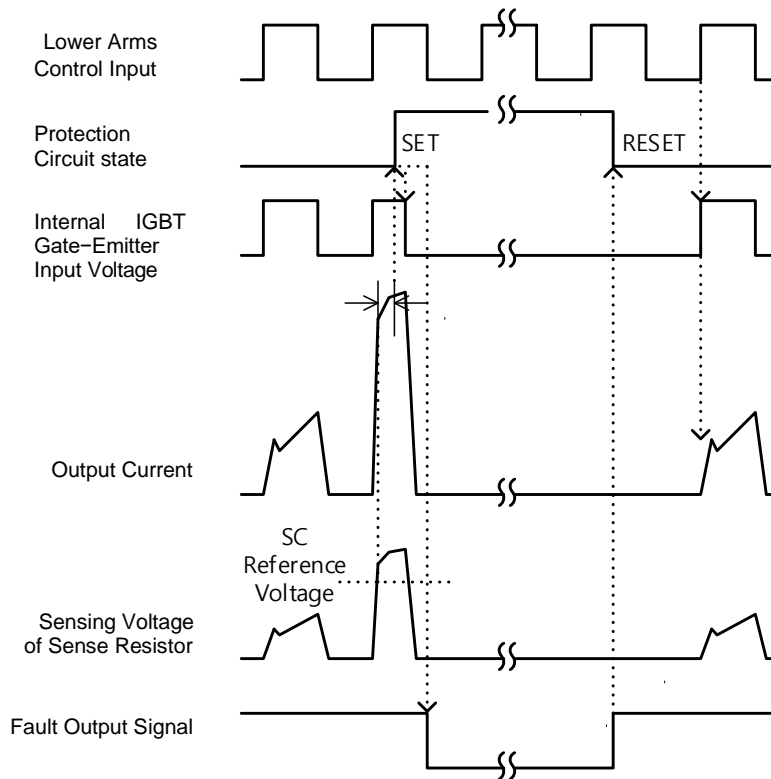 Lower Arms
Control Input
Protection
Circuit state
SET
RESET
Internal IGBT
Gate−Emitter
Input Voltage
Output Current
SC
Reference
Voltage
Sensing Voltage
of Sense Resistor
Fault Output Signal